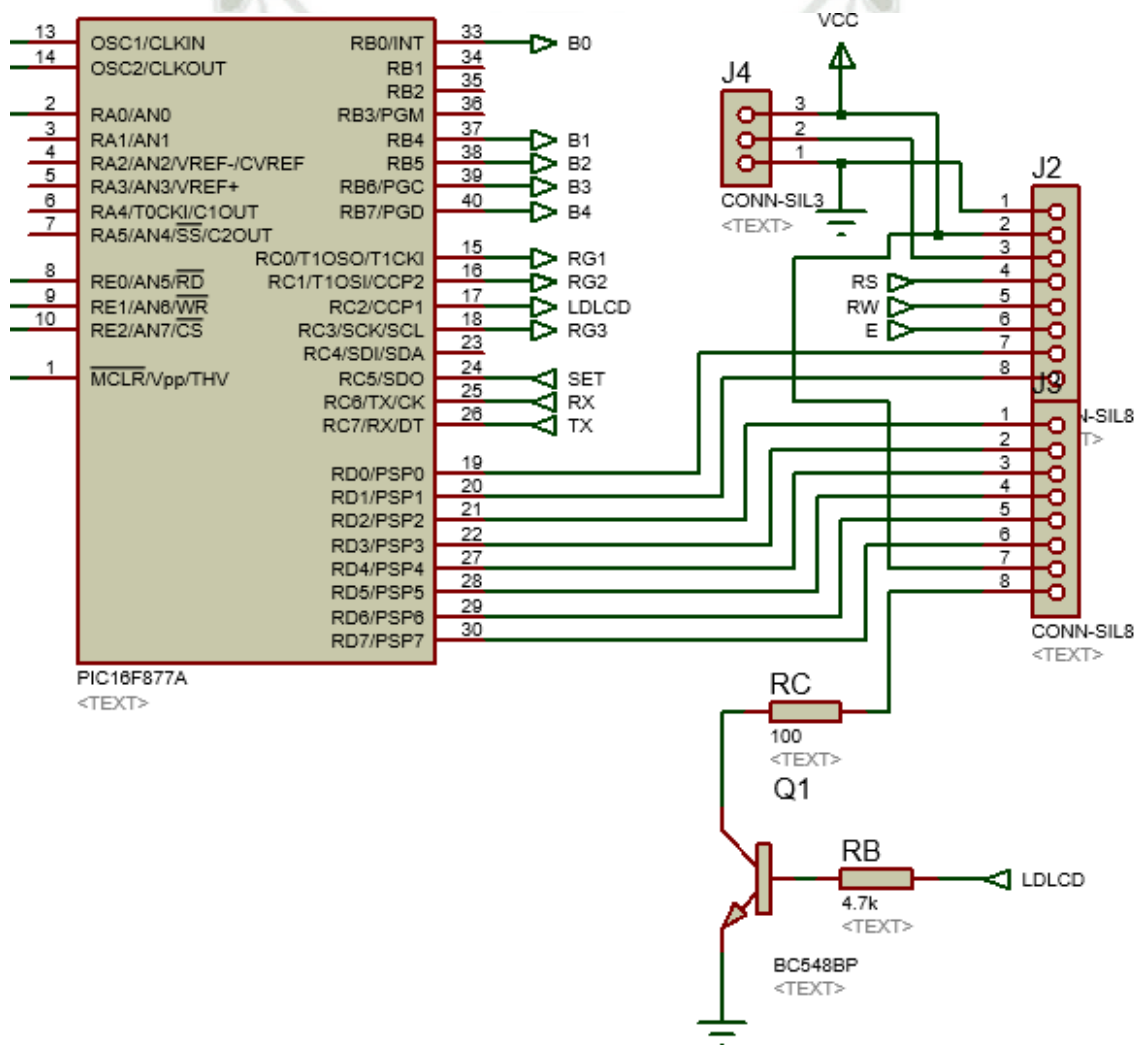 VCC
13 OSC1/CLKIN RB0/INT 33 B0
14 OSC2/CLKOUT RB1 34
RB2 35
2 RA0/AN0 RB3/PGM 36
3 RA1/AN1 RB4 37 B1
4 RA2/AN2/VREF-/CVREF RB5 38 B2
5 RA3/AN3/VREF+ RB6/PGC 39 B3
6 RA4/T0CKI/C1OUT RB7/PGD 40 B4
7 RA5/AN4/SS/C2OUT
RC0/T1OSO/T1CKI 15 RG1
8 RE0/AN5/RD RC1/T1OSI/CCP2 16 RG2
9 RE1/AN6/WR RC2/CCP1 17 LDLCD
10 RE2/AN7/CS RC3/SCK/SCL 18 RG3
RC4/SDI/SDA 23
1 MCLR/Vpp/THV RC5/SDO 24 SET
RC6/TX/CK 25 RX
RC7/RX/DT 26 TX
RD0/PSP0 19
RD1/PSP1 20
RD2/PSP2 21
RD3/PSP3 22
RD4/PSP4 27
RD5/PSP5 28
RD6/PSP6 29
RD7/PSP7 30
PIC16F877A
<TEXT>
J4
3
2
1
CONN-SIL3
<TEXT>
J2
1
2
3
RS 4
RW 5
E 6
7
8
J3
N-SIL8
T>
1
2
3
4
5
6
7
8
CONN-SIL8
<TEXT>
RC
100
<TEXT>
Q1
RB
LDLCD
4.7k
<TEXT>
BC548BP
<TEXT>